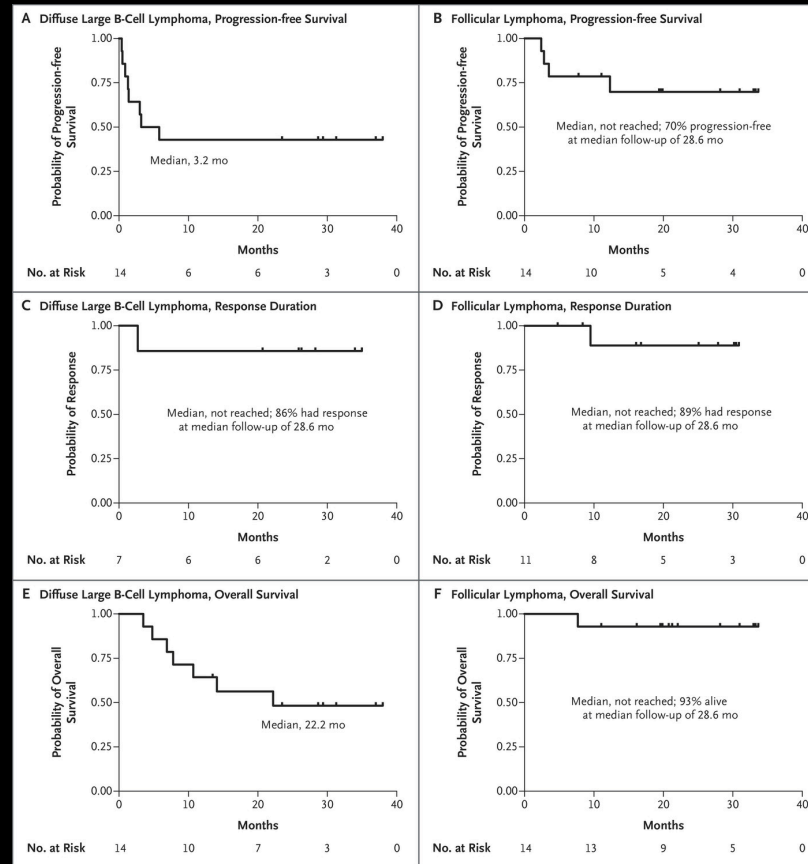 A Diffuse Large B-Cell Lymphoma, Progression-free Survival
Probability of Progression-free
Survival
1.00
0.75
0.50
0.25
0.00
Median, 3.2 mo
0 10 20 30 40
Months
No. at Risk 14 6 6 3 0
B Follicular Lymphoma, Progression-free Survival
Probability of Progression-free
Survival
1.00
0.75
0.50
0.25
0.00
Median, not reached; 70% progression-free
at median follow-up of 28.6 mo
0 10 20 30 40
Months
14 10 5 4 0
C Diffuse Large B-Cell Lymphoma, Response Duration
Probability of Response
1.00
0.75
0.50
0.25
0.00
Median, not reached; 86% had response
at median follow-up of 28.6 mo
0 10 20 30 40
Months
No. at Risk 7 6 6 2 0
D Follicular Lymphoma, Response Duration
Probability of Response
1.00
0.75
0.50
0.25
0.00
Median, not reached; 89% had response
at median follow-up of 28.6 mo
0 10 20 30 40
Months
No. at Risk 11 8 5 3 0
E Diffuse Large B-Cell Lymphoma, Overall Survival
Probability of Overall
Survival
1.00
0.75
0.50
0.25
0.00
Median, 22.2 mo
0 10 20 30 40
Months
No. at Risk 14 10 7 3 0
F Follicular Lymphoma, Overall Survival
Probability of Overall
Survival
1.00
0.75
0.50
0.25
0.00
Median, not reached; 93% alive
at median follow-up of 28.6 mo
0 10 20 30 40
Months
No. at Risk 14 13 9 5 0